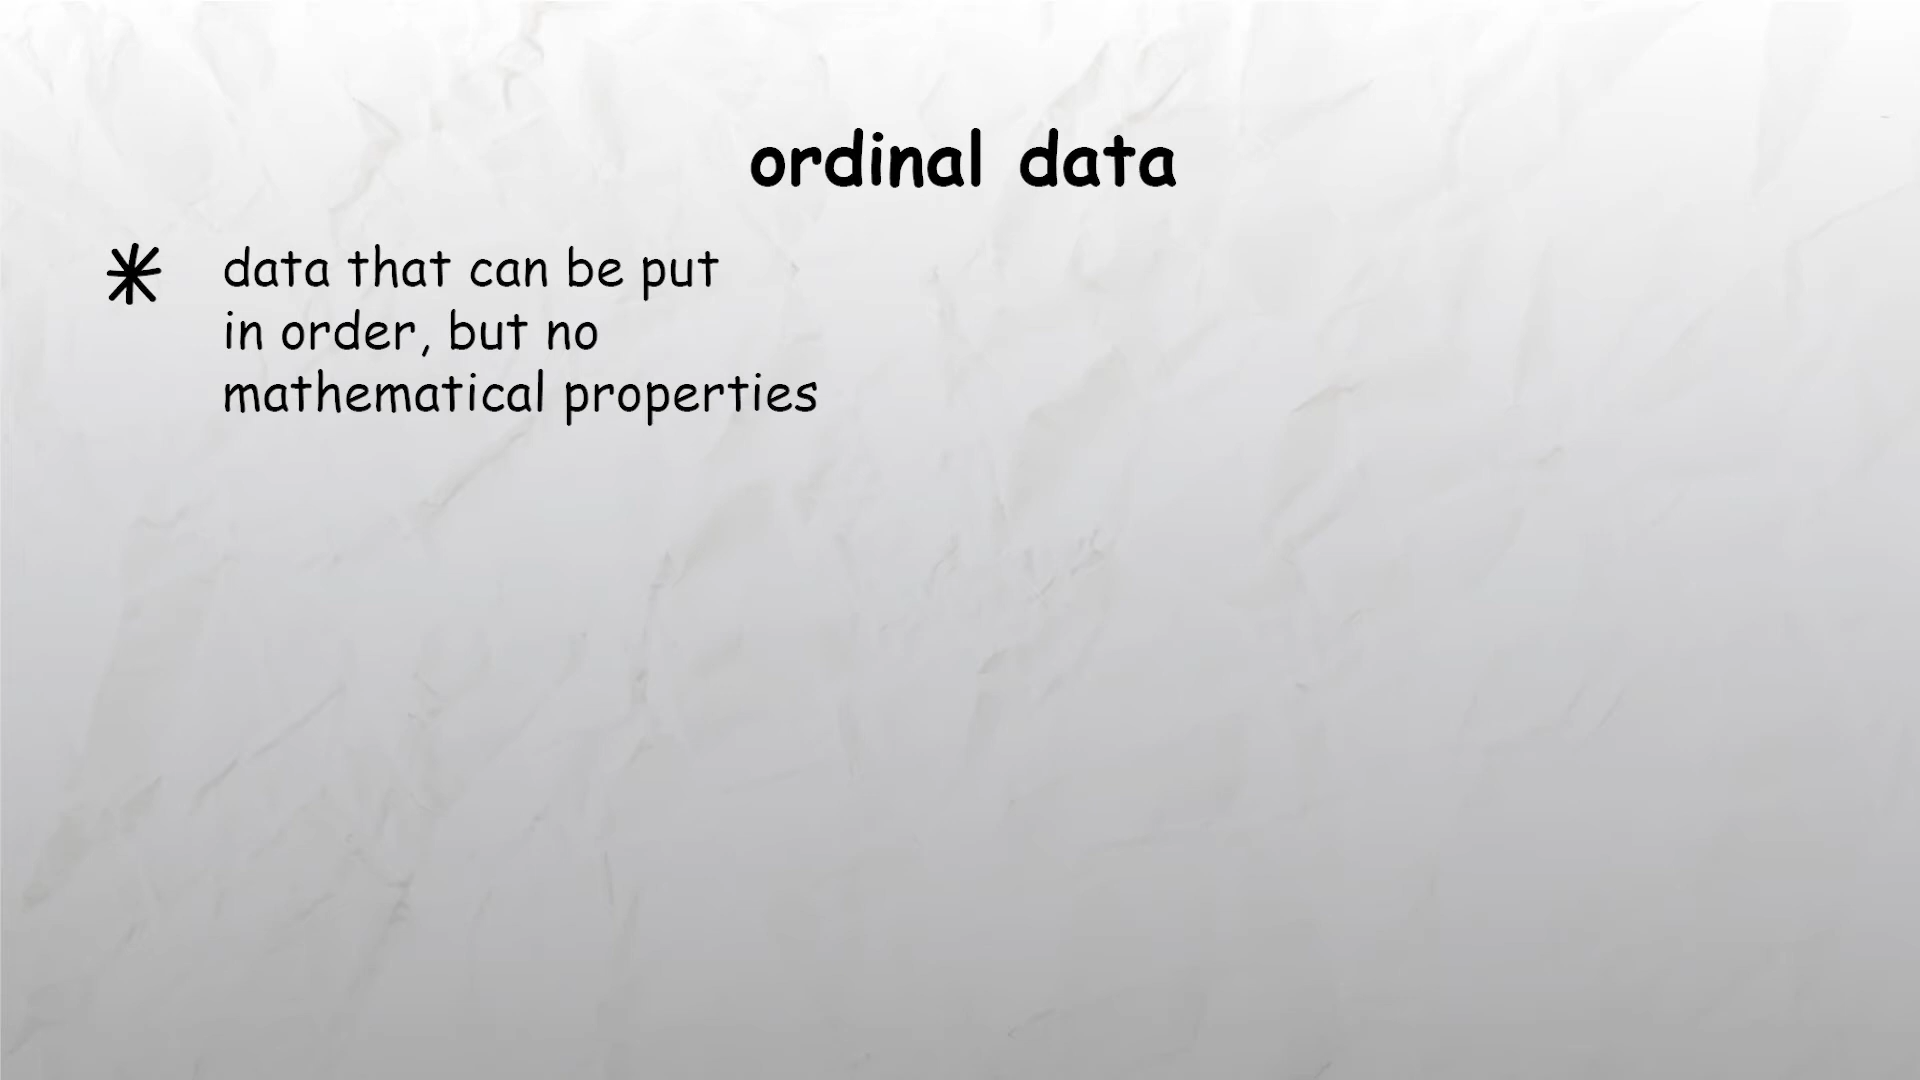 ordinal data
* data that can be put
in order, but no
mathematical properties